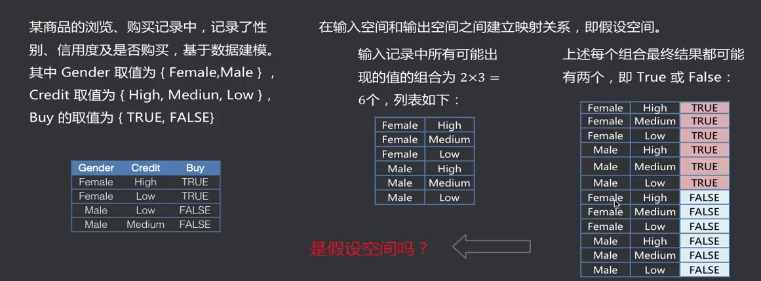 某商品的浏览、购买记录中，记录了性
别、信用度及是否购买，基于数据建模。
其中 Gender 取值为 { Female,Male } ，
Credit 取值为 { High, Mediun, Low } ，
Buy 的取值为 { TRUE, FALSE}
Gender Credit Buy
Female High TRUE
Female Low TRUE
Male Low FALSE
Male Medium FALSE
在输入空间和输出空间之间建立映射关系，即假设空间。
输入记录中所有可能出
现的值的组合为 2×3 =
6个，列表如下：
Female High
Female Medium
Female Low
Male High
Male Medium
Male Low
上述每个组合最终结果都可能
有两个，即 True 或 False：
Female High TRUE
Female Medium TRUE
Female Low TRUE
Male High TRUE
Male Medium TRUE
Male Low TRUE
Female High FALSE
Female Medium FALSE
Female Low FALSE
Male High FALSE
Male Medium FALSE
Male Low FALSE
是假设空间吗？